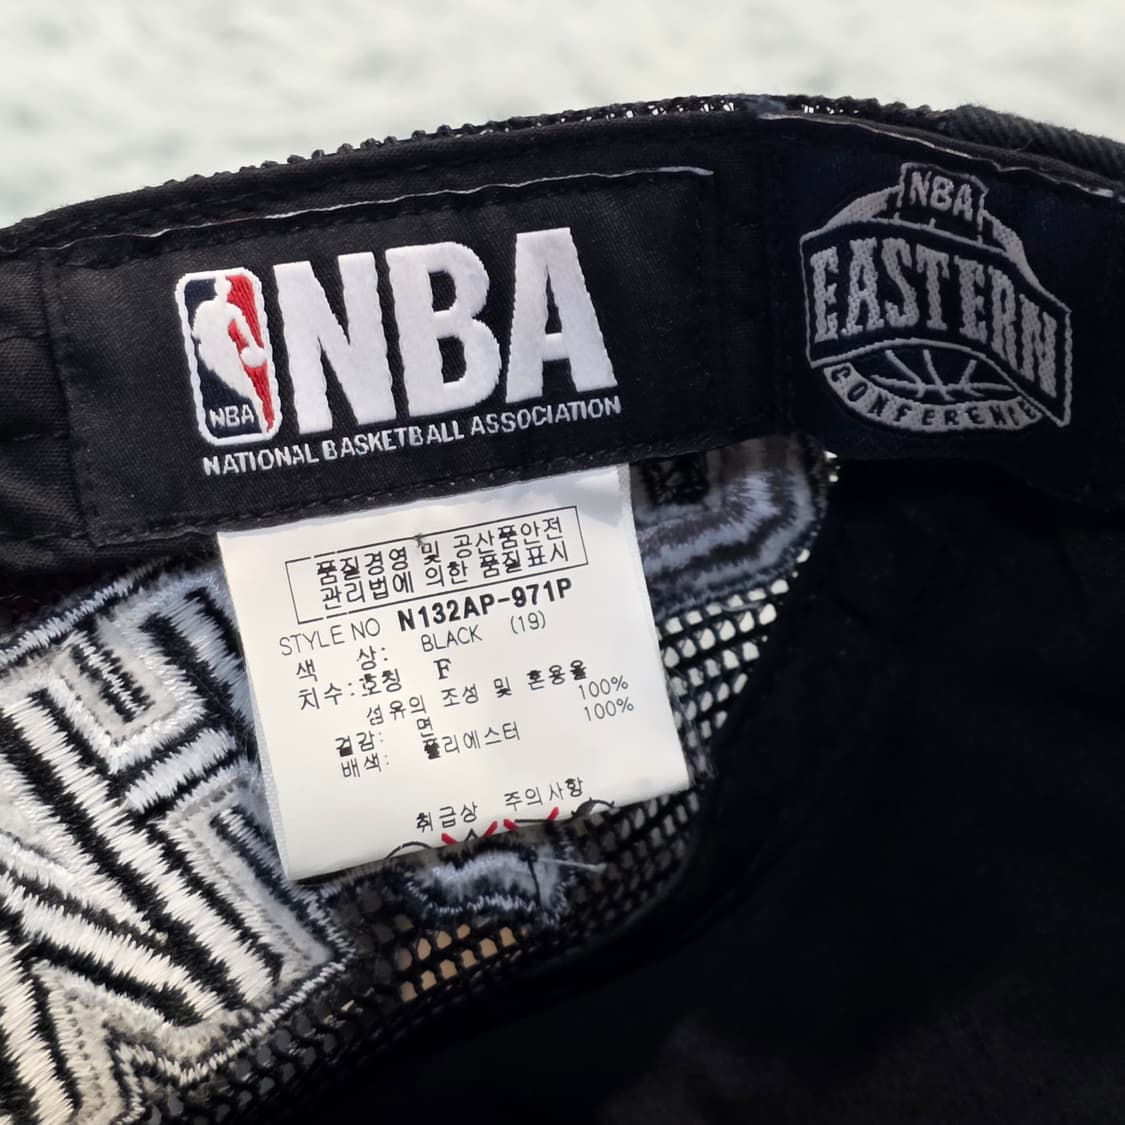 NBA
NBA
NATIONAL BASKETBALL ASSOCIATION
NBA
EASTERN
CONFERENCE
품질경영 및 공산품안전
관리법에 의한 품질표시
STYLE NO N132AP-971P
색 상: BLACK (19)
치수:호칭 F
섬유의 조성 및 혼용율
겉감: 면 100%
배색: 폴리에스터 100%
취급상 주의사항